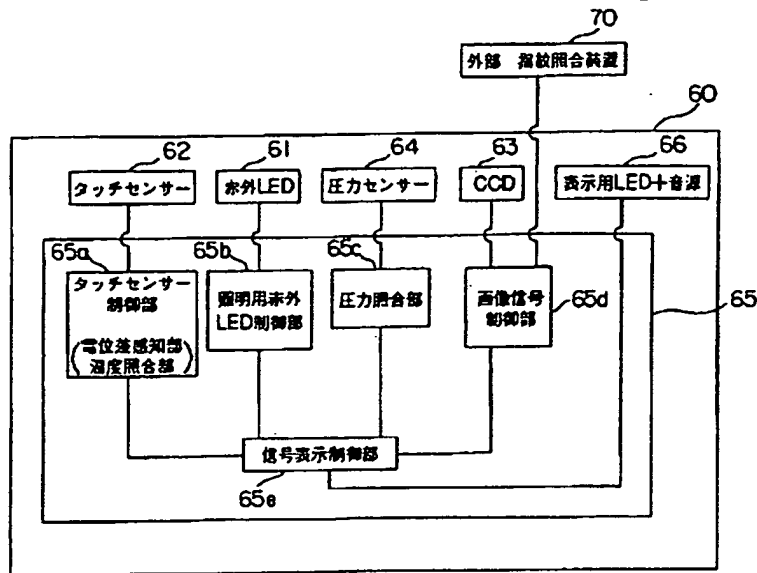 70
外部 指紋照合装置
60
62
61
64
63
66
タッチセンサー
赤外LED
圧力センサー
CCD
表示用LED+音源
65a
65b
65c
タッチセンサー
制御部
(電位差感知部
温度照合部)
照明用赤外
LED制御部
圧力照合部
画像信号
制御部
65d
65
信号表示制御部
65e